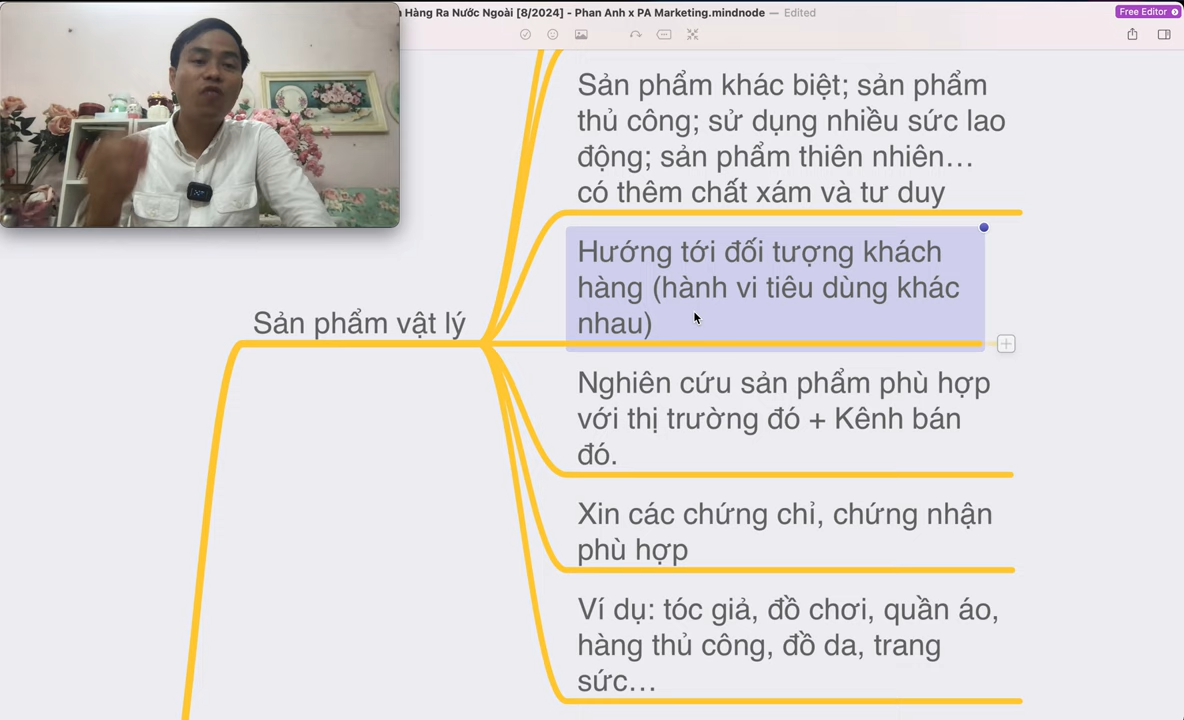 Hàng Ra Nước Ngoài [8/2024] - Phan Anh x PA Marketing.mindnode — Edited
Free Editor
Sản phẩm khác biệt; sản phẩm
thủ công; sử dụng nhiều sức lao
động; sản phẩm thiên nhiên...
có thêm chất xám và tư duy
Hướng tới đối tượng khách
hàng (hành vi tiêu dùng khác
nhau)
Sản phẩm vật lý
Nghiên cứu sản phẩm phù hợp
với thị trường đó + Kênh bán
đó.
Xin các chứng chỉ, chứng nhận
phù hợp
Ví dụ: tóc giả, đồ chơi, quần áo,
hàng thủ công, đồ da, trang
sức...